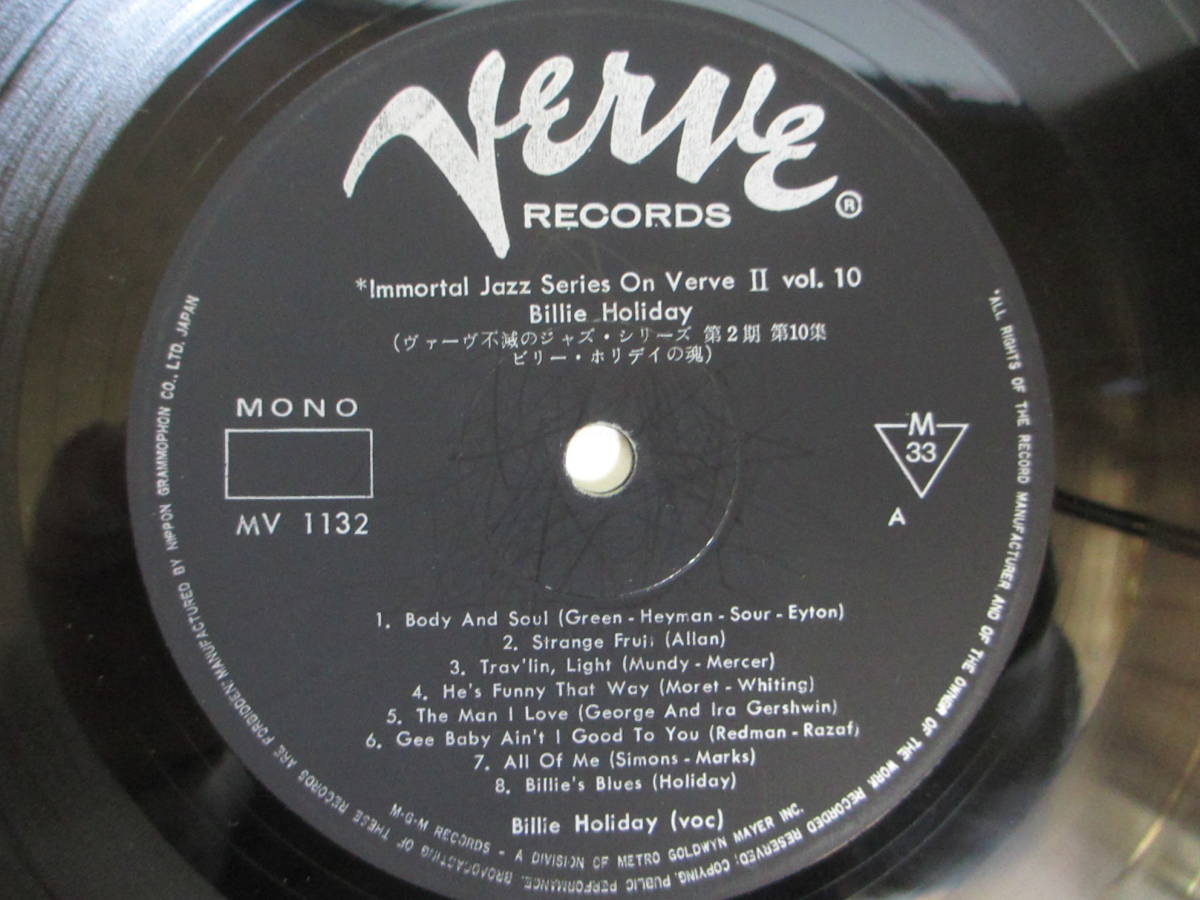 Verve
RECORDS ®
*Immortal Jazz Series On Verve II vol. 10
Billie Holiday
(ヴァーヴ不滅のジャズ・シリーズ 第2期 第10集
ビリー・ホリデイの魂)
MONO
MV 1132
M
33
A
1. Body And Soul (Green - Heyman - Sour - Eyton)
2. Strange Fruit (Allan)
3. Trav'lin, Light (Mundy - Mercer)
4. He's Funny That Way (Moret - Whiting)
5. The Man I Love (George And Ira Gershwin)
6. Gee Baby Ain't I Good To You (Redman - Razaf)
7. All Of Me (Simons - Marks)
8. Billie's Blues (Holiday)
Billie Holiday (voc)
M-G-M RECORDS - A DIVISION OF METRO GOLDWYN MAYER INC.
"ALL RIGHTS OF THE RECORD MANUFACTURER AND OF THE OWNER OF THE WORK RECORDED RESERVED; COPYING, PUBLIC PERFORMANCE, BROADCASTING OF THESE RECORDS ARE FORBIDDEN" MANUFACTURED BY NIPPON GRAMMOPHON CO., LTD. JAPAN